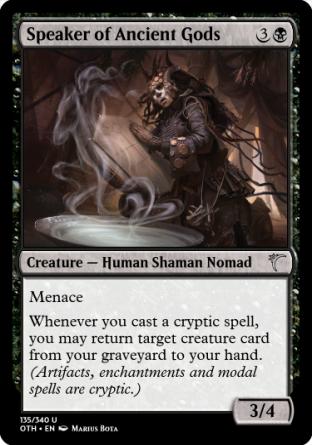 Speaker of Ancient Gods 3
Creature — Human Shaman Nomad
Menace
Whenever you cast a cryptic spell,
you may return target creature card
from your graveyard to your hand.
(Artifacts, enchantments and modal
spells are cryptic.)
135/340 U
OTH • EN Marius Bota
3/4